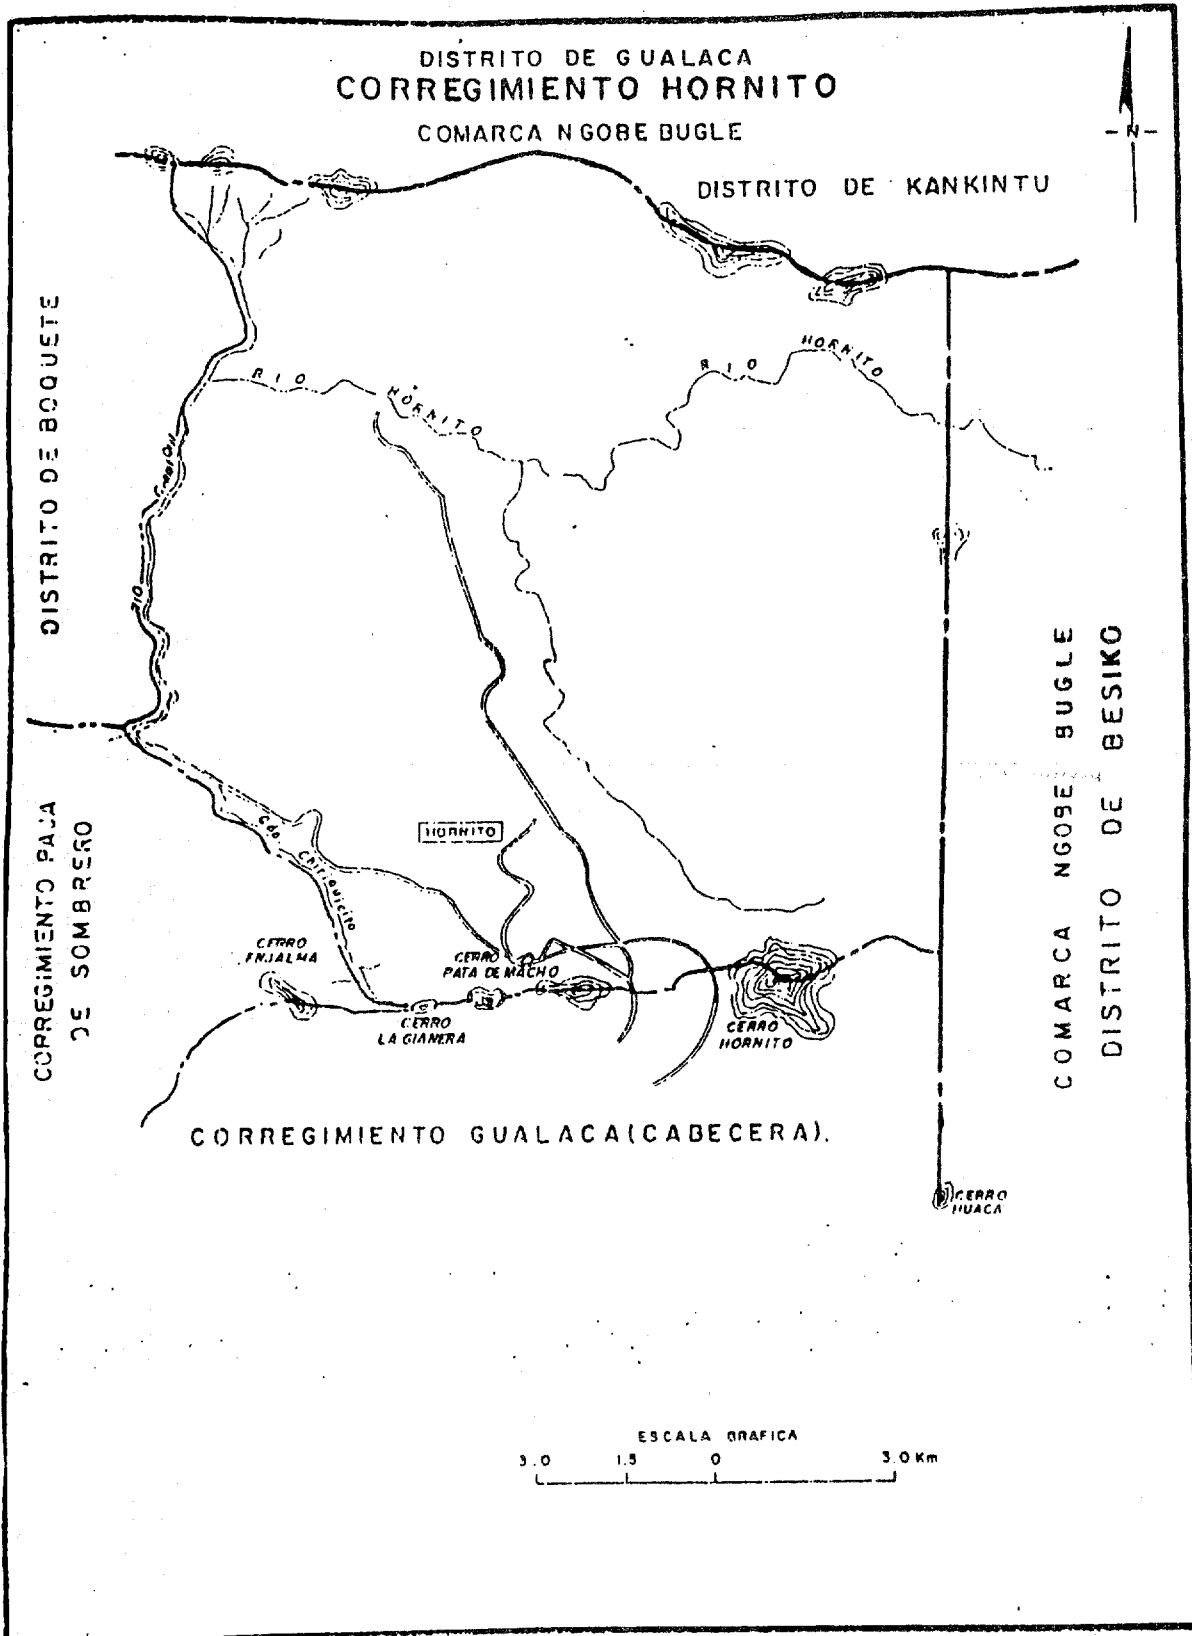 DISTRITO DE GUALACA
CORREGIMIENTO HORNITO
COMARCA NGOBE BUGLE
- N -
DISTRITO DE KANKINTU
DISTRITO DE BOQUETE
RIO
HORNITO
RIO
HORNITO
RIO
COMARCA NGOBE BUGLE
DISTRITO DE BESIKO
CORREGIMIENTO PAJA
DE SOMBRERO
HORNITO
Qda Chiriquicito
CERRO
ENJALMA
CERRO
PATA DE MACHO
CERRO
LA GIANERA
CERRO
HORNITO
CORREGIMIENTO GUALACA (CABECERA).
CERRO
HUACA
ESCALA GRAFICA
3.0 1.5 0 3.0 Km